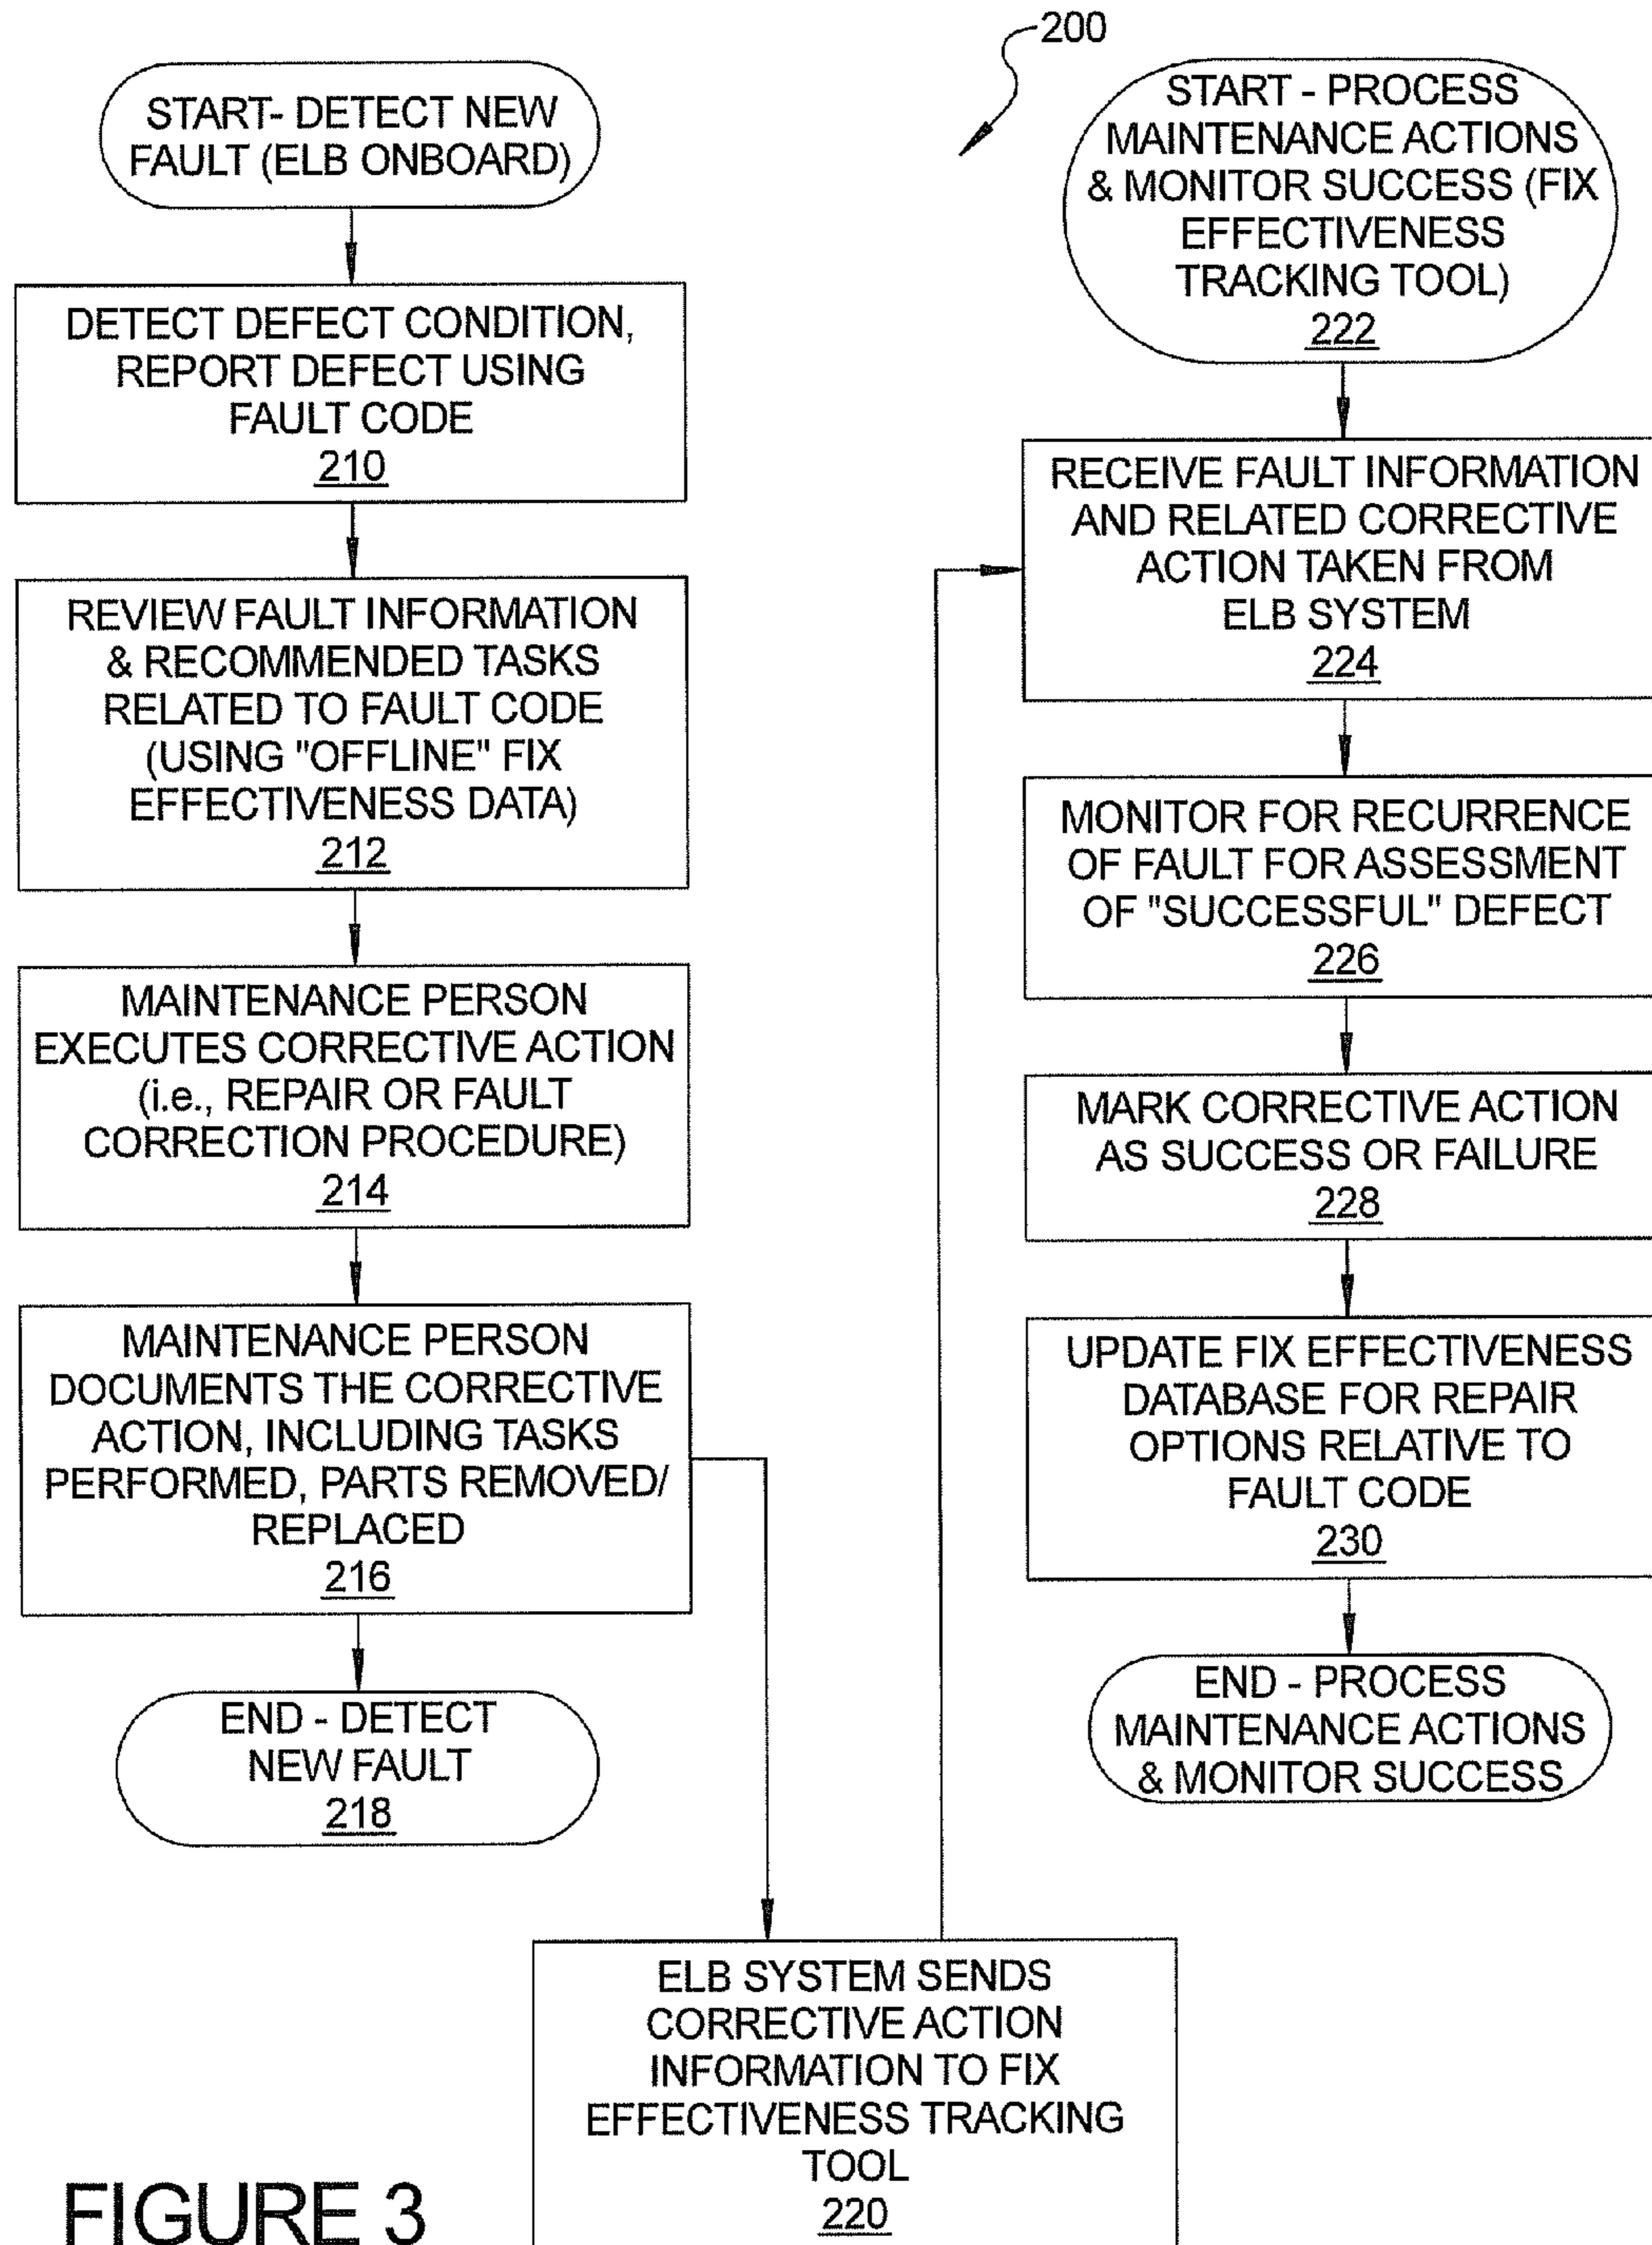 200
START- DETECT NEW
FAULT (ELB ONBOARD)
DETECT DEFECT CONDITION,
REPORT DEFECT USING
FAULT CODE
210
REVIEW FAULT INFORMATION
& RECOMMENDED TASKS
RELATED TO FAULT CODE
(USING "OFFLINE" FIX
EFFECTIVENESS DATA)
212
MAINTENANCE PERSON
EXECUTES CORRECTIVE ACTION
(i.e., REPAIR OR FAULT
CORRECTION PROCEDURE)
214
MAINTENANCE PERSON
DOCUMENTS THE CORRECTIVE
ACTION, INCLUDING TASKS
PERFORMED, PARTS REMOVED/
REPLACED
216
END - DETECT
NEW FAULT
218
ELB SYSTEM SENDS
CORRECTIVE ACTION
INFORMATION TO FIX
EFFECTIVENESS TRACKING
TOOL
220
START - PROCESS
MAINTENANCE ACTIONS
& MONITOR SUCCESS (FIX
EFFECTIVENESS
TRACKING TOOL)
222
RECEIVE FAULT INFORMATION
AND RELATED CORRECTIVE
ACTION TAKEN FROM
ELB SYSTEM
224
MONITOR FOR RECURRENCE
OF FAULT FOR ASSESSMENT
OF "SUCCESSFUL" DEFECT
226
MARK CORRECTIVE ACTION
AS SUCCESS OR FAILURE
228
UPDATE FIX EFFECTIVENESS
DATABASE FOR REPAIR
OPTIONS RELATIVE TO
FAULT CODE
230
END - PROCESS
MAINTENANCE ACTIONS
& MONITOR SUCCESS
FIGURE 3